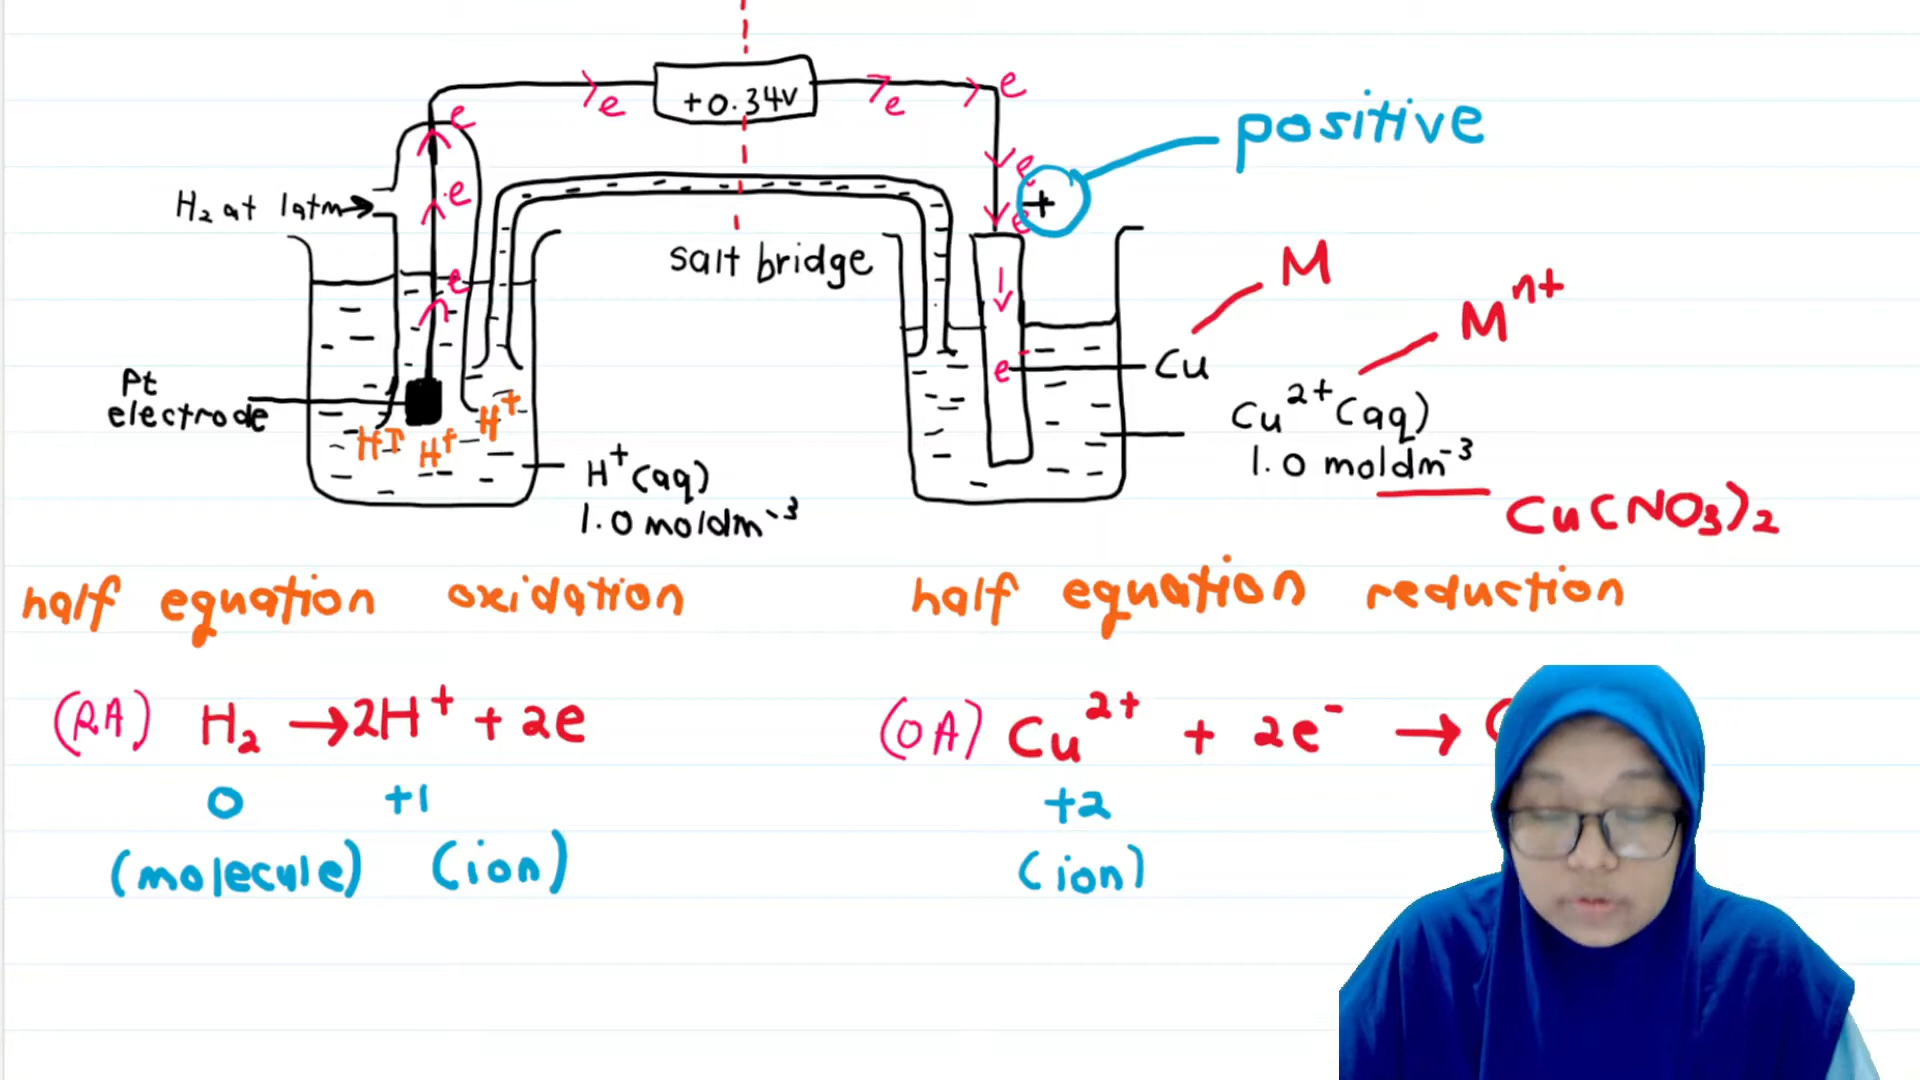 +0.34V
e
e
e
e
positive
e
e
H₂ at 1atm
+
e
salt bridge
M
Mⁿ⁺
e
Cu
Pt
electrode
e
Cu²⁺(aq)
1.0 moldm⁻³
H⁺ H⁺ H⁺
H⁺(aq)
1.0 moldm⁻³
Cu(NO₃)₂
half equation oxidation
half equation reduction
(RA) H₂ → 2H⁺ + 2e
(OA) Cu²⁺ + 2e⁻ →
0 +1
+2
(molecule) (ion)
(ion)